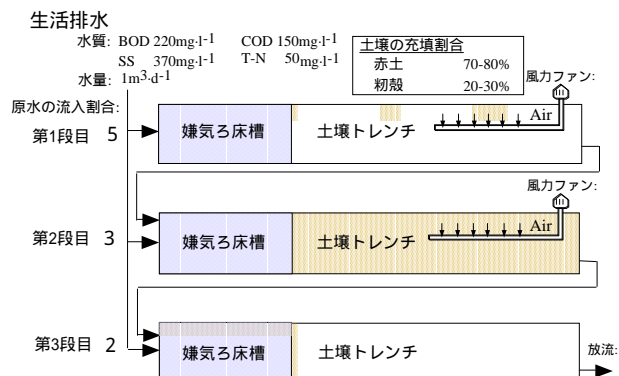 生活排水
水質: BOD 220mg·l-1 COD 150mg·l-1
SS 370mg·l-1 T-N 50mg·l-1
水量: 1m3·d-1
土壌の充填割合
赤土 70-80%
籾殻 20-30%
風力ファン:
原水の流入割合:
第1段目 5
嫌気ろ床槽
土壌トレンチ
Air
風力ファン:
第2段目 3
嫌気ろ床槽
土壌トレンチ
Air
第3段目 2
嫌気ろ床槽
土壌トレンチ
放流: